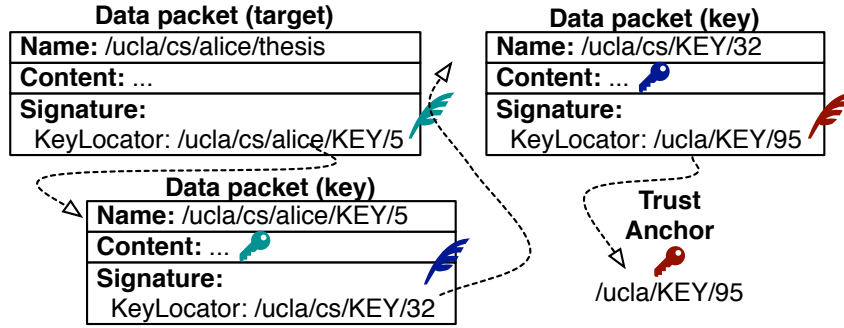 Data packet (target)
Name: /ucla/cs/alice/thesis
Content: ...
Signature:
KeyLocator: /ucla/cs/alice/KEY/5
Data packet (key)
Name: /ucla/cs/alice/KEY/5
Content: ...
Signature:
KeyLocator: /ucla/cs/KEY/32
Data packet (key)
Name: /ucla/cs/KEY/32
Content: ...
Signature:
KeyLocator: /ucla/KEY/95
Trust
Anchor
/ucla/KEY/95